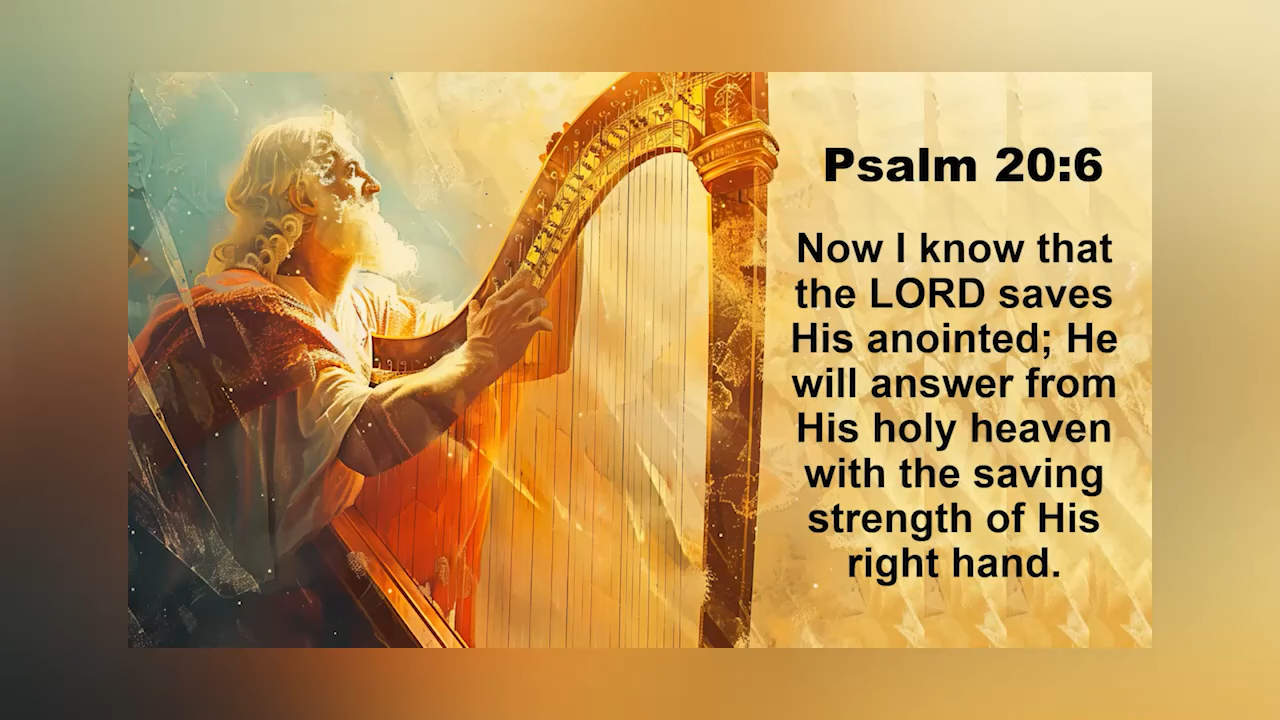 Psalm 20:6
Now I know that
the LORD saves
His anointed; He
will answer from
His holy heaven
with the saving
strength of His
right hand.